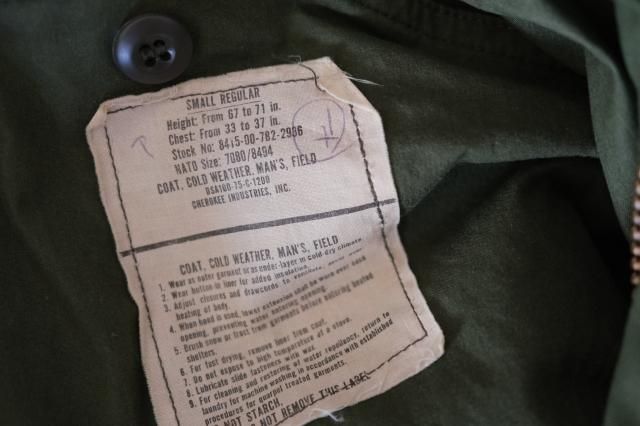 SMALL REGULAR
Height: From 67 to 71 in.
Chest: From 33 to 37 in.
Stock No: 8415-00-782-2936
NATO Size: 7080/8494
COAT, COLD WEATHER, MAN'S, FIELD
DSA100-75-C-1200
CHEROKEE INDUSTRIES, INC.
COAT, COLD WEATHER, MAN'S, FIELD
1. Wear as outer garment or as under-layer in cold dry climate
2. Wear button-in liner for added insulation.
3. Adjust closures and drawcords to ventilate,
heating of body.
4. When hood is used, lower extension shall be worn over neck
opening, preventing water entering opening.
5. Brush snow or frost from garments before entering heated
shelters.
6. For fast drying, remove liner from coat.
7. Do not expose to high temperature of a stove.
8. Lubricate slide fasteners with wax.
9. For cleaning and restoring of water repellency, return to
laundry for machine washing in accordance with established
procedures for quarpel treated garments.
NOT STARCH.
NOT REMOVE THIS LABEL